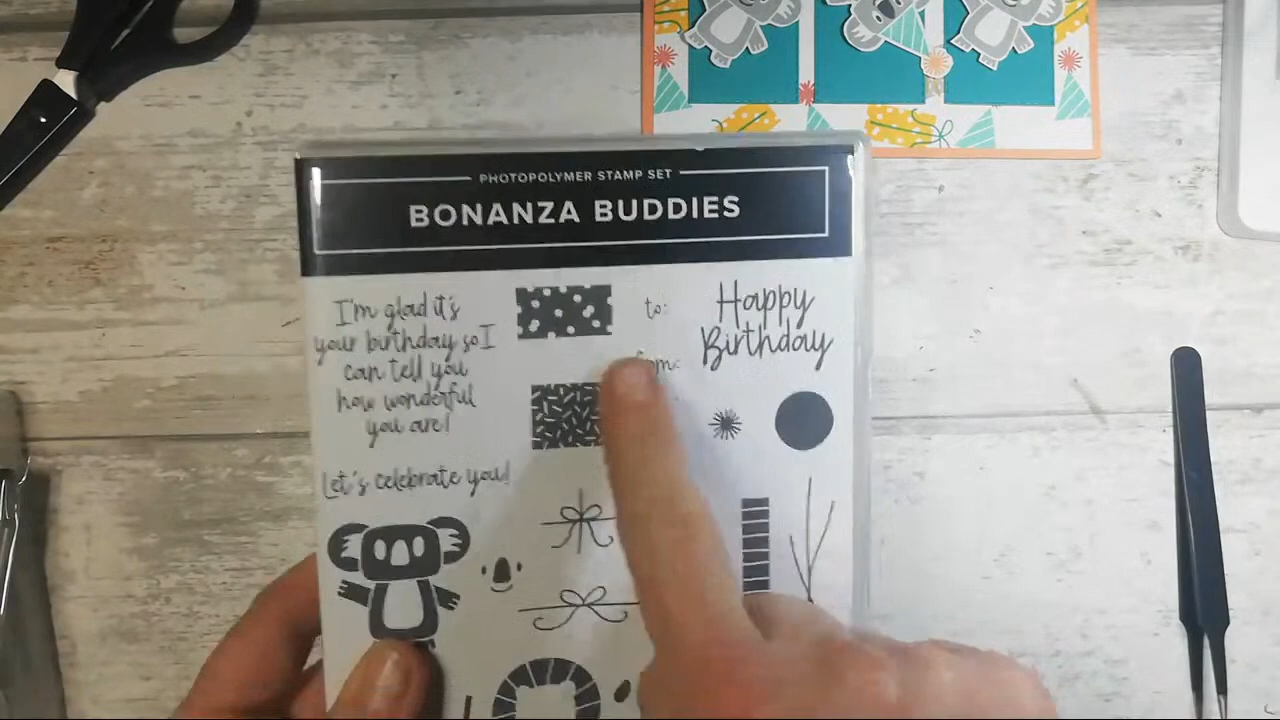 PHOTOPOLYMER STAMP SET
BONANZA BUDDIES
I'm glad it's
your birthday so I
can tell you
how wonderful
you are!
to:
Happy
Birthday
Let's celebrate you!